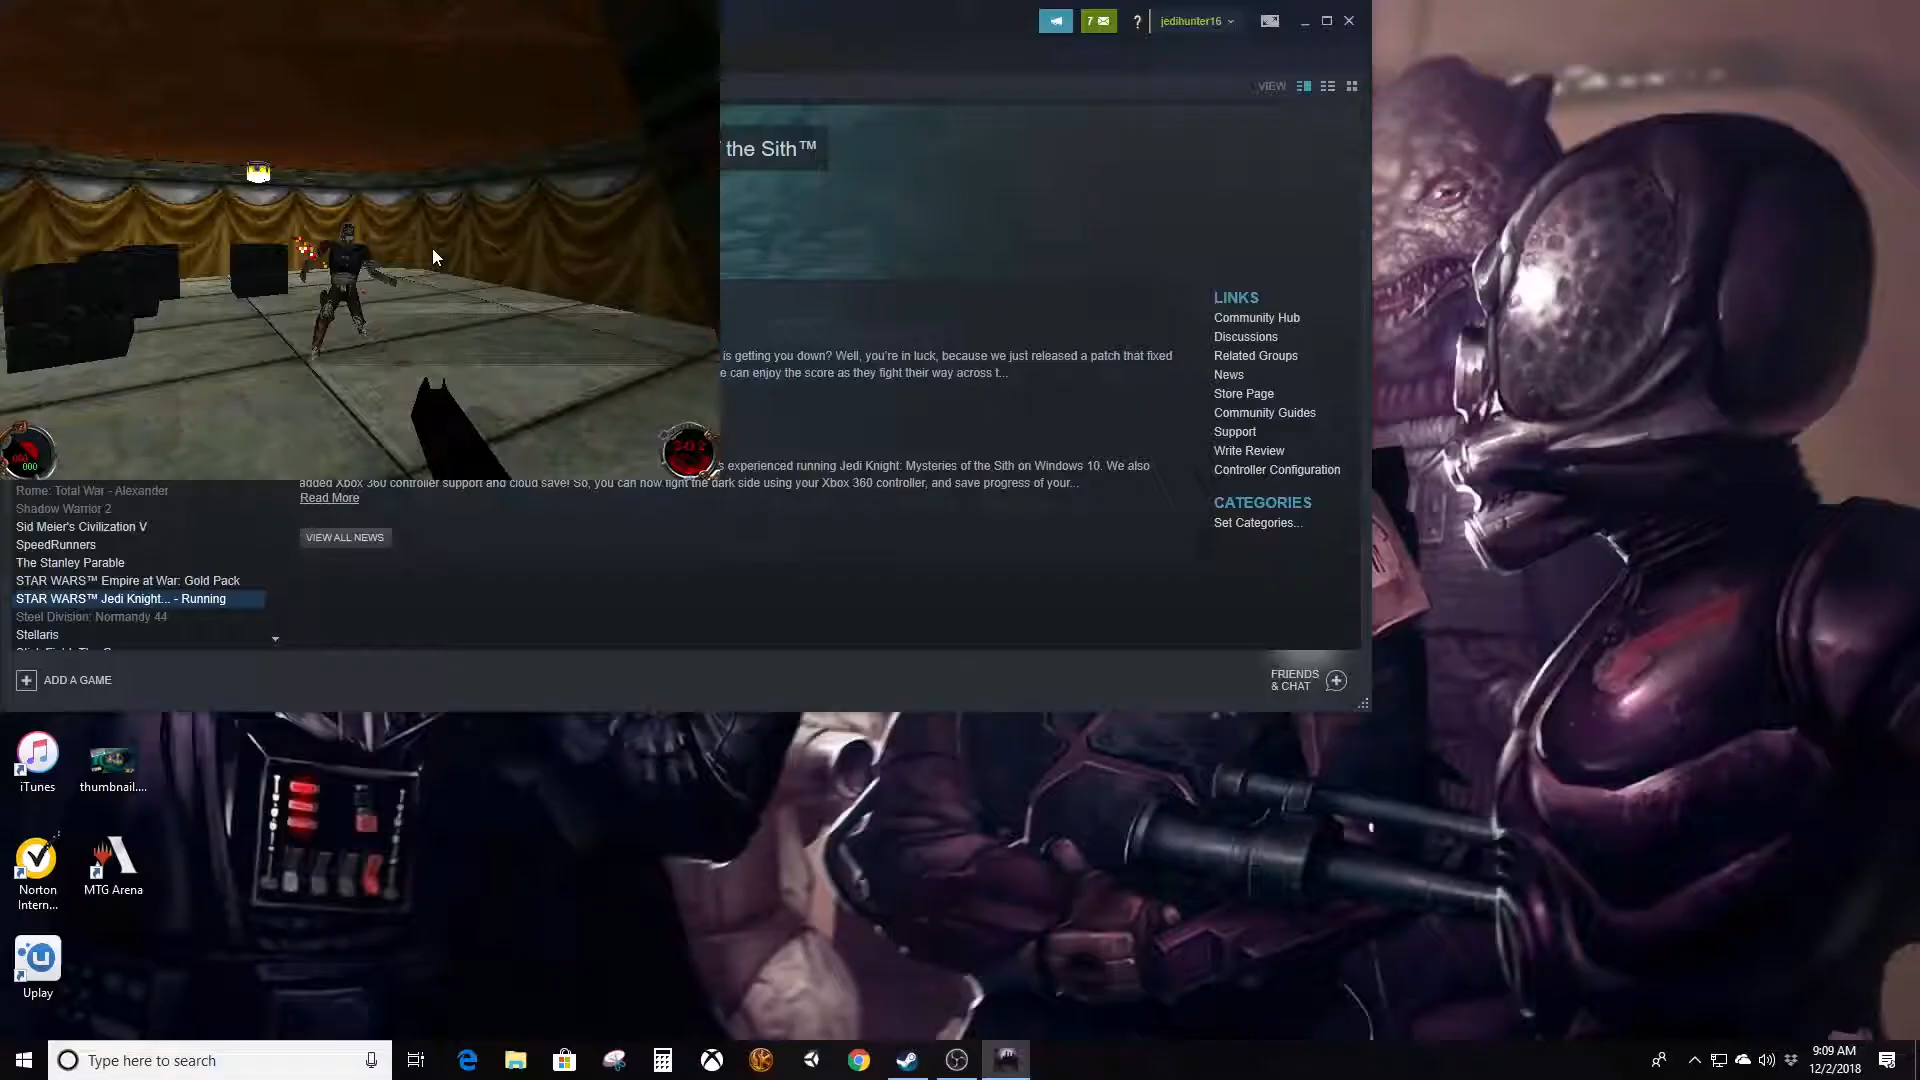 7
?
jedihunter16
VIEW
the Sith™
LINKS
Community Hub
Discussions
Related Groups
News
Store Page
Community Guides
Support
Write Review
Controller Configuration
CATEGORIES
Set Categories...
is getting you down? Well, you're in luck, because we just released a patch that fixed
e can enjoy the score as they fight their way across t...
s experienced running Jedi Knight: Mysteries of the Sith on Windows 10. We also
added Xbox 360 controller support and cloud save! So, you can now fight the dark side using your Xbox 360 controller, and save progress of your...
Read More
VIEW ALL NEWS
000
Rome: Total War - Alexander
Shadow Warrior 2
Sid Meier's Civilization V
SpeedRunners
The Stanley Parable
STAR WARS™ Empire at War: Gold Pack
STAR WARS™ Jedi Knight... - Running
Steel Division: Normandy 44
Stellaris
+ ADD A GAME
FRIENDS
& CHAT
iTunes
thumbnail....
Norton
Intern...
MTG Arena
Uplay
Type here to search
9:09 AM
12/2/2018